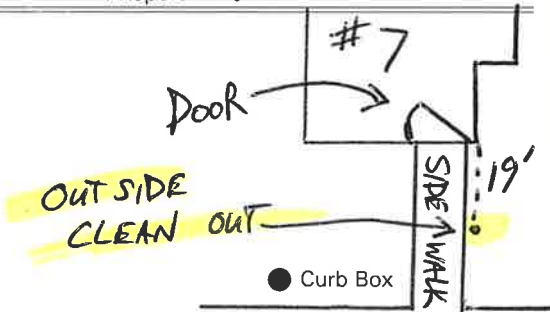 #7
DOOR
19'
OUTSIDE
CLEAN OUT
SIDE WALK
Curb Box